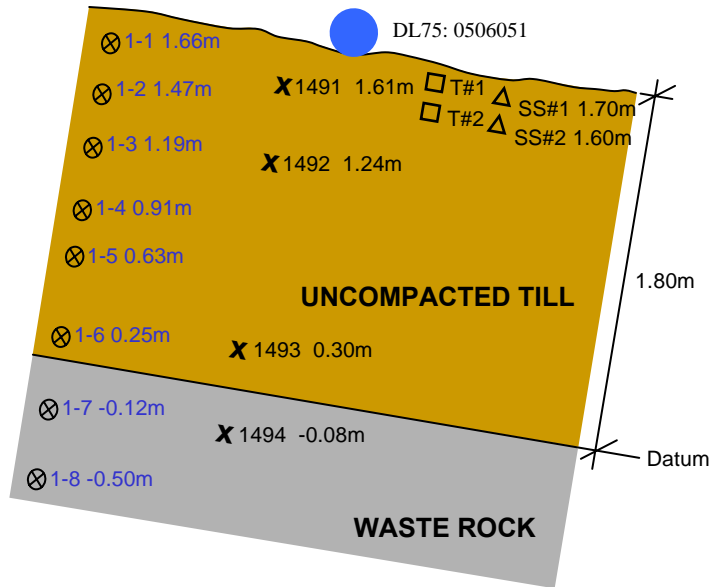 DL75: 0506051
1-1 1.66m
1-2 1.47m
X 1491 1.61m
T#1
SS#1 1.70m
T#2
SS#2 1.60m
1-3 1.19m
X 1492 1.24m
1-4 0.91m
1-5 0.63m
1.80m
UNCOMPACTED TILL
1-6 0.25m
X 1493 0.30m
1-7 -0.12m
X 1494 -0.08m
Datum
1-8 -0.50m
WASTE ROCK